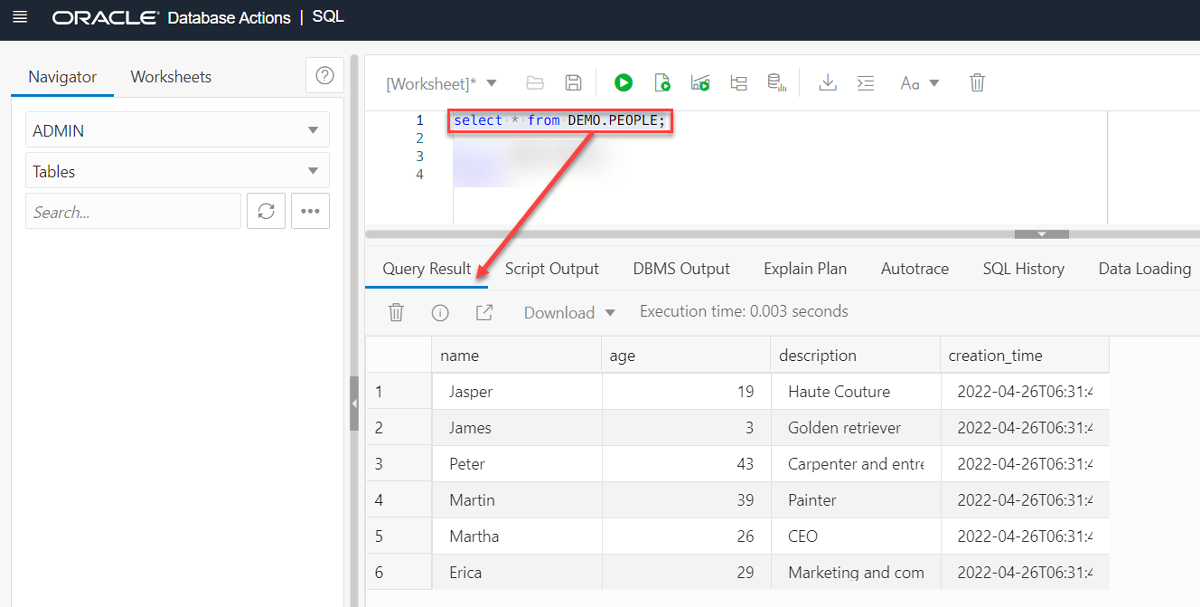 ORACLE Database Actions | SQL
Navigator Worksheets
ADMIN
Tables
Search...
[Worksheet]* Aa
1 select * from DEMO.PEOPLE;
2
3
4
Query Result Script Output DBMS Output Explain Plan Autotrace SQL History Data Loading
Download Execution time: 0.003 seconds
name age description creation_time
1 Jasper 19 Haute Couture 2022-04-26T06:31:4
2 James 3 Golden retriever 2022-04-26T06:31:4
3 Peter 43 Carpenter and entre 2022-04-26T06:31:4
4 Martin 39 Painter 2022-04-26T06:31:4
5 Martha 26 CEO 2022-04-26T06:31:4
6 Erica 29 Marketing and com 2022-04-26T06:31:4